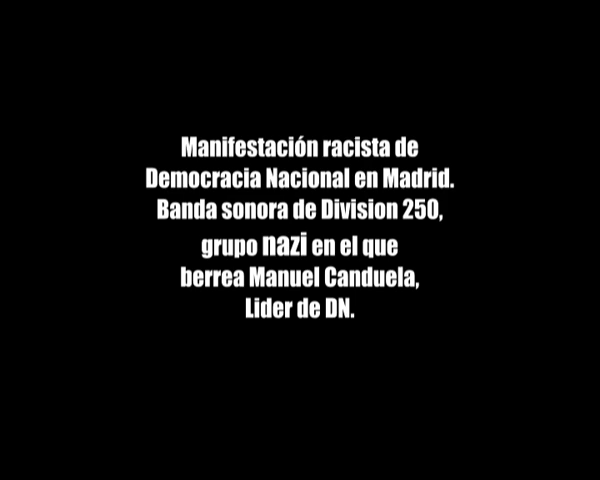 Manifestación racista de
Democracia Nacional en Madrid.
Banda sonora de Division 250,
grupo nazi en el que
berrea Manuel Canduela,
Lider de DN.